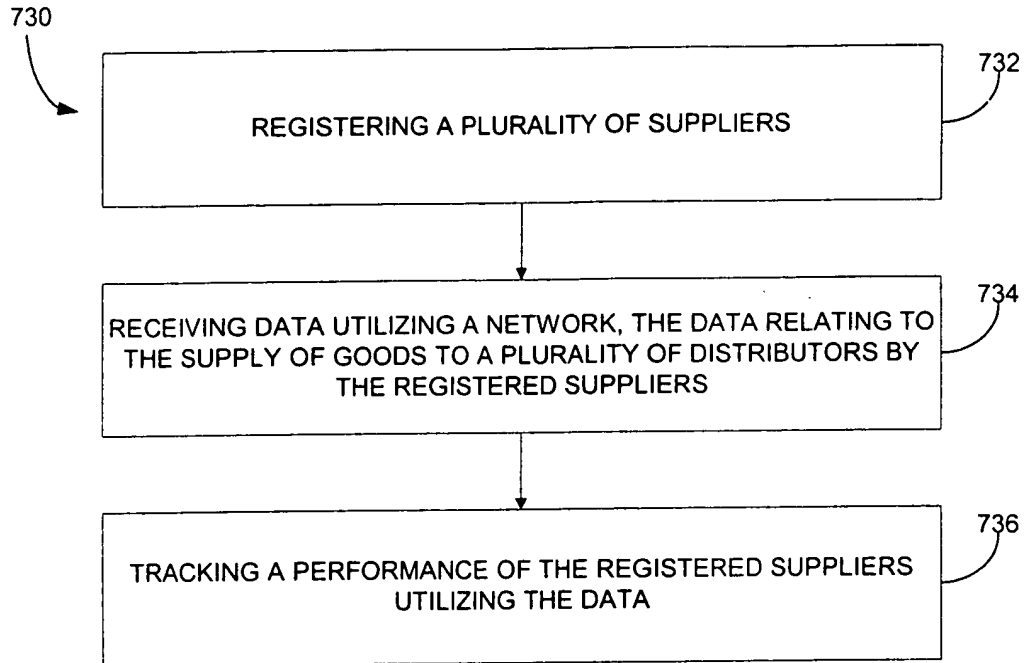 730
732
REGISTERING A PLURALITY OF SUPPLIERS
734
RECEIVING DATA UTILIZING A NETWORK, THE DATA RELATING TO
THE SUPPLY OF GOODS TO A PLURALITY OF DISTRIBUTORS BY
THE REGISTERED SUPPLIERS
736
TRACKING A PERFORMANCE OF THE REGISTERED SUPPLIERS
UTILIZING THE DATA